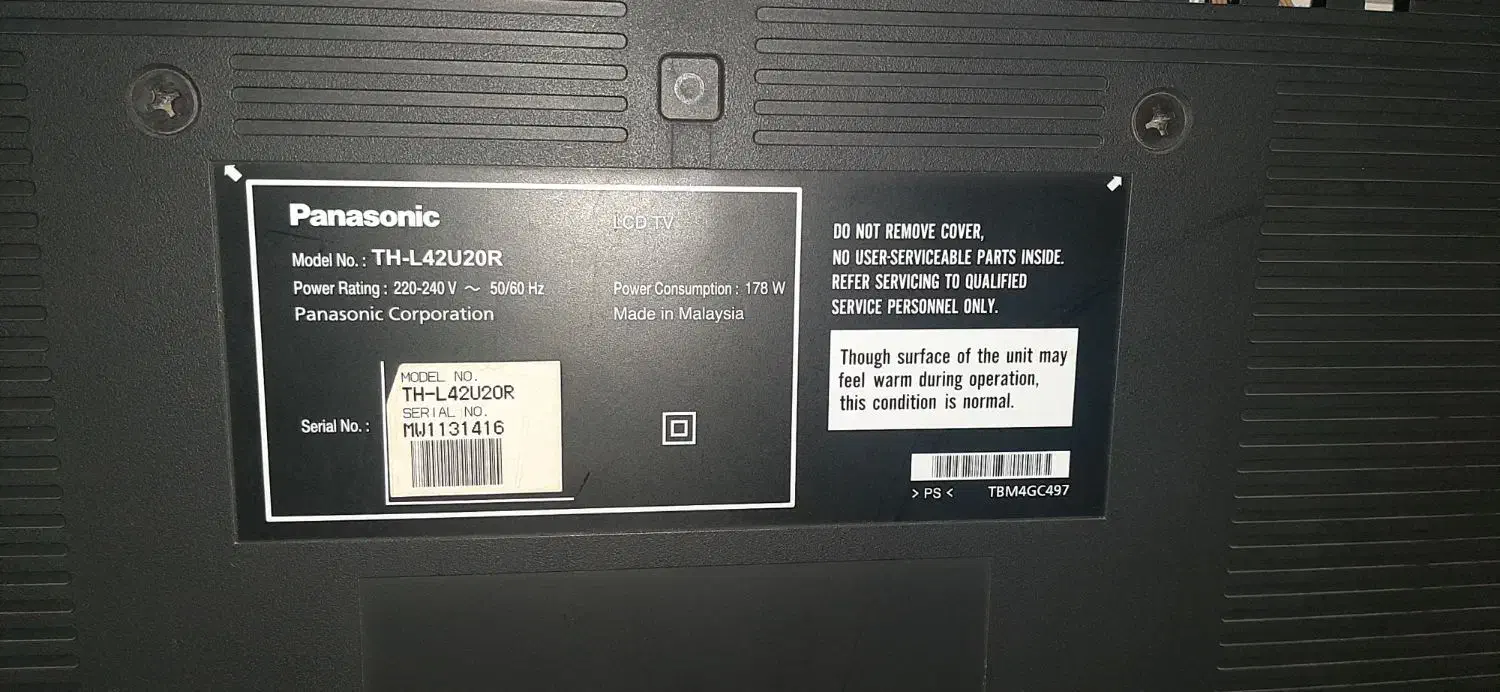 Panasonic
LCD TV
Model No. : TH-L42U20R
Power Rating : 220-240 V ～ 50/60 Hz
Power Consumption : 178 W
Panasonic Corporation
Made in Malaysia
Serial No. :
MODEL NO.
TH-L42U20R
SERIAL NO.
MW1131416
DO NOT REMOVE COVER,
NO USER-SERVICEABLE PARTS INSIDE.
REFER SERVICING TO QUALIFIED
SERVICE PERSONNEL ONLY.
Though surface of the unit may
feel warm during operation,
this condition is normal.
> PS < TBM4GC497